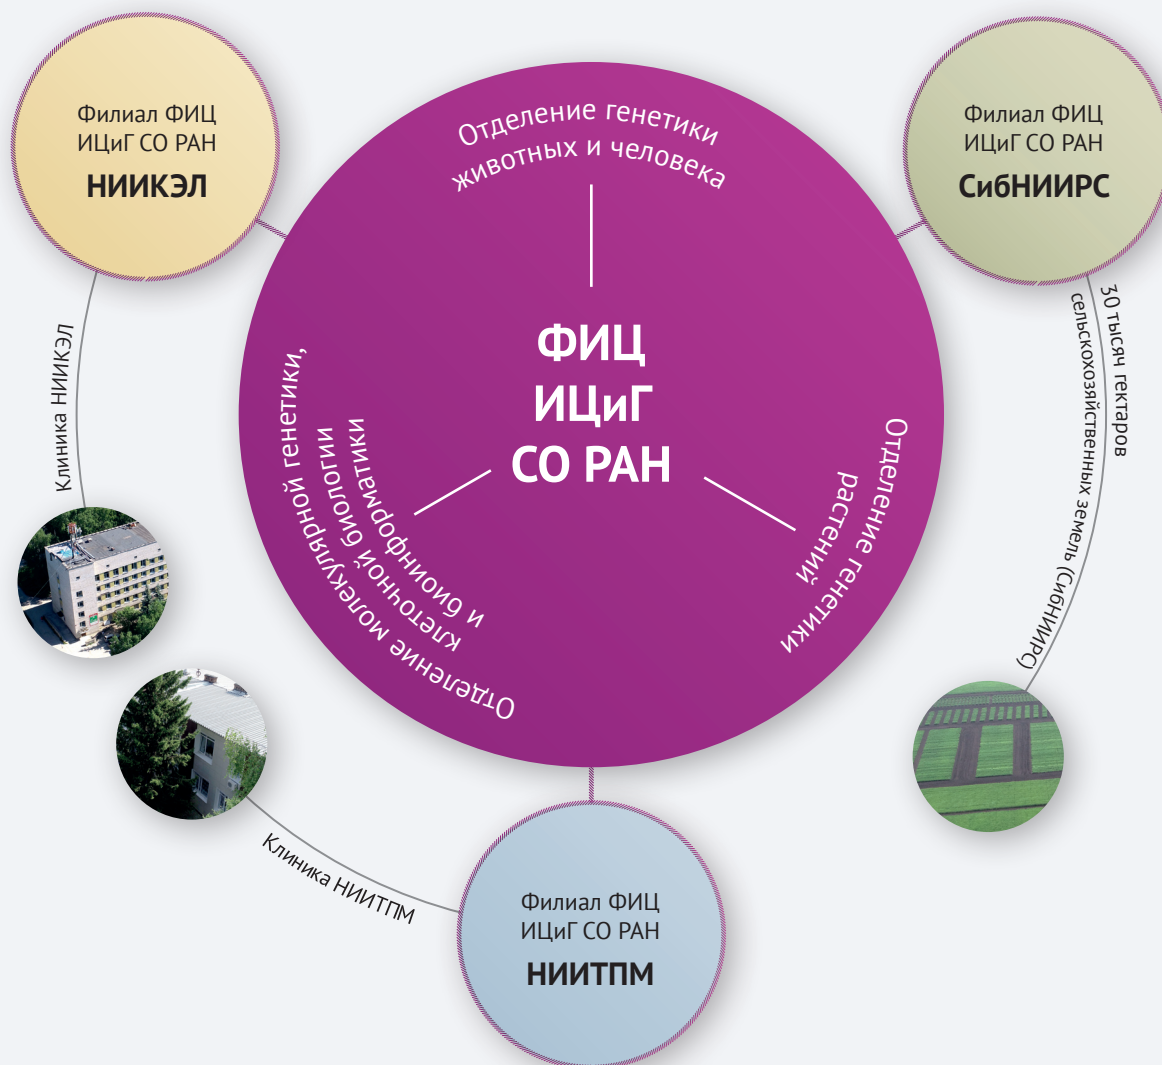 Филиал ФИЦ
ИЦиГ СО РАН
НИИКЭЛ
Отделение генетики
животных и человека
Филиал ФИЦ
ИЦиГ СО РАН
СибНИИРС
ФИЦ
ИЦиГ
СО РАН
Отделение молекулярной генетики,
клеточной биологии
и биоинформатики
Отделение генетики
растений
Клиника НИИКЭЛ
30 тысяч гектаров
сельскохозяйственных земель (СибНИИРС)
Клиника НИИТПМ
Филиал ФИЦ
ИЦиГ СО РАН
НИИТПМ